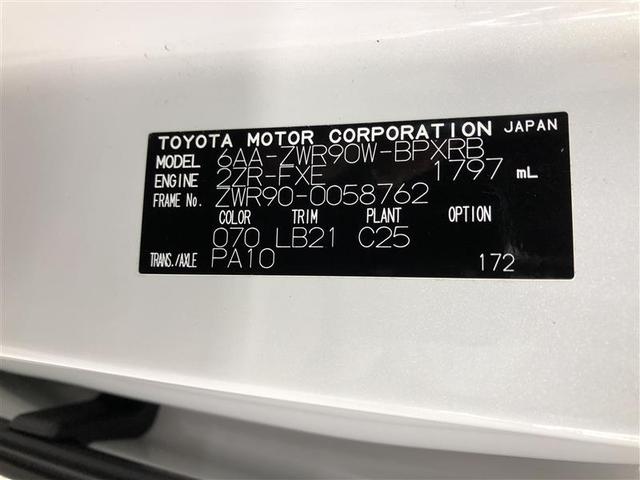 TOYOTA MOTOR CORPORATION JAPAN
MODEL 6AA-ZWR90W-BPXRB
ENGINE 2ZR-FXE 1797 mL
FRAME No. ZWR90-0058762
COLOR TRIM PLANT OPTION
070 LB21 C25
TRANS./AXLE PA10 172